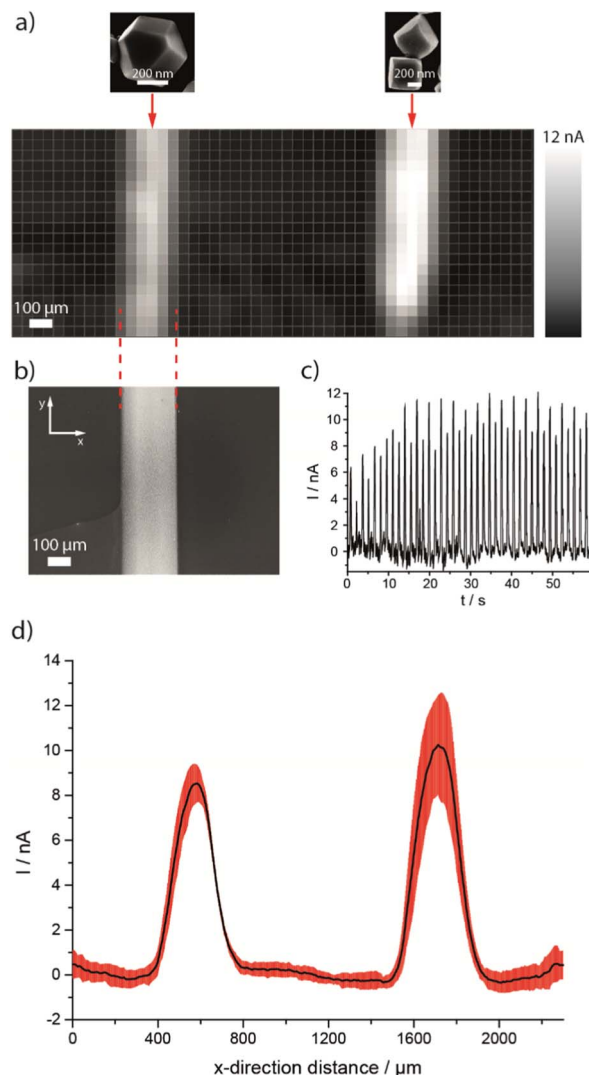 a)
200 nm
200 nm
12 nA
100 µm
b)
y
x
100 µm
c)
12
10
8
6
4
2
0
I / nA
0 10 20 30 40 50
t / s
d)
14
12
10
8
6
4
2
0
-2
I / nA
0 400 800 1200 1600 2000
x-direction distance / µm